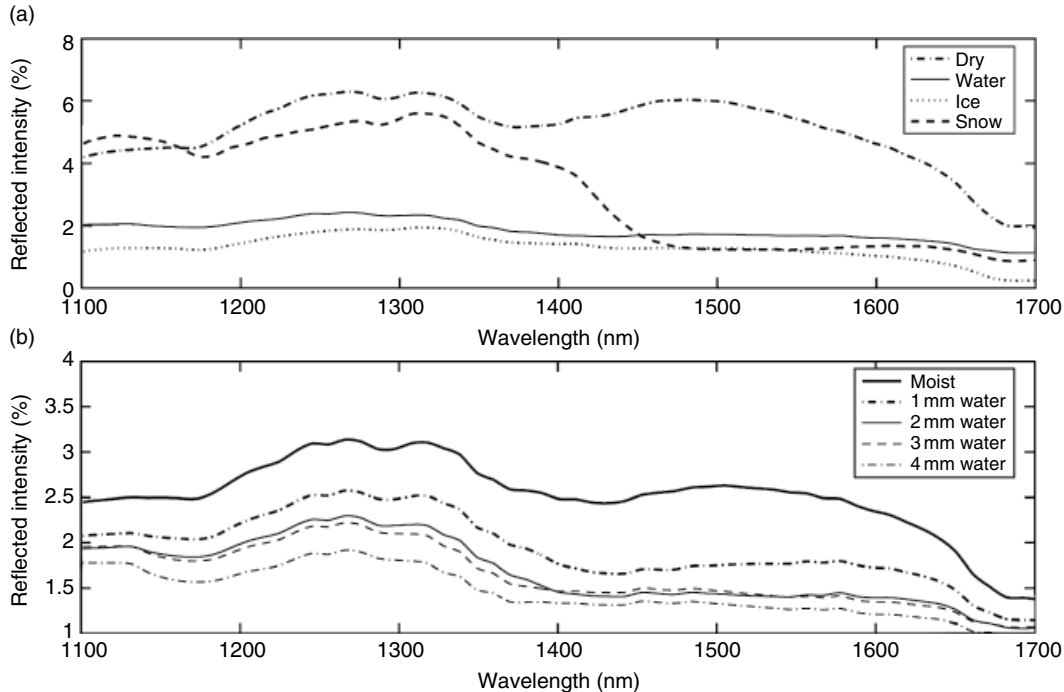 (a)
8
6
4
2
0
Reflected intensity (%)
Dry
Water
Ice
Snow
1100 1200 1300 1400 1500 1600 1700
Wavelength (nm)
(b)
4
3.5
3
2.5
2
1.5
1
Reflected intensity (%)
Moist
1 mm water
2 mm water
3 mm water
4 mm water
1100 1200 1300 1400 1500 1600 1700
Wavelength (nm)